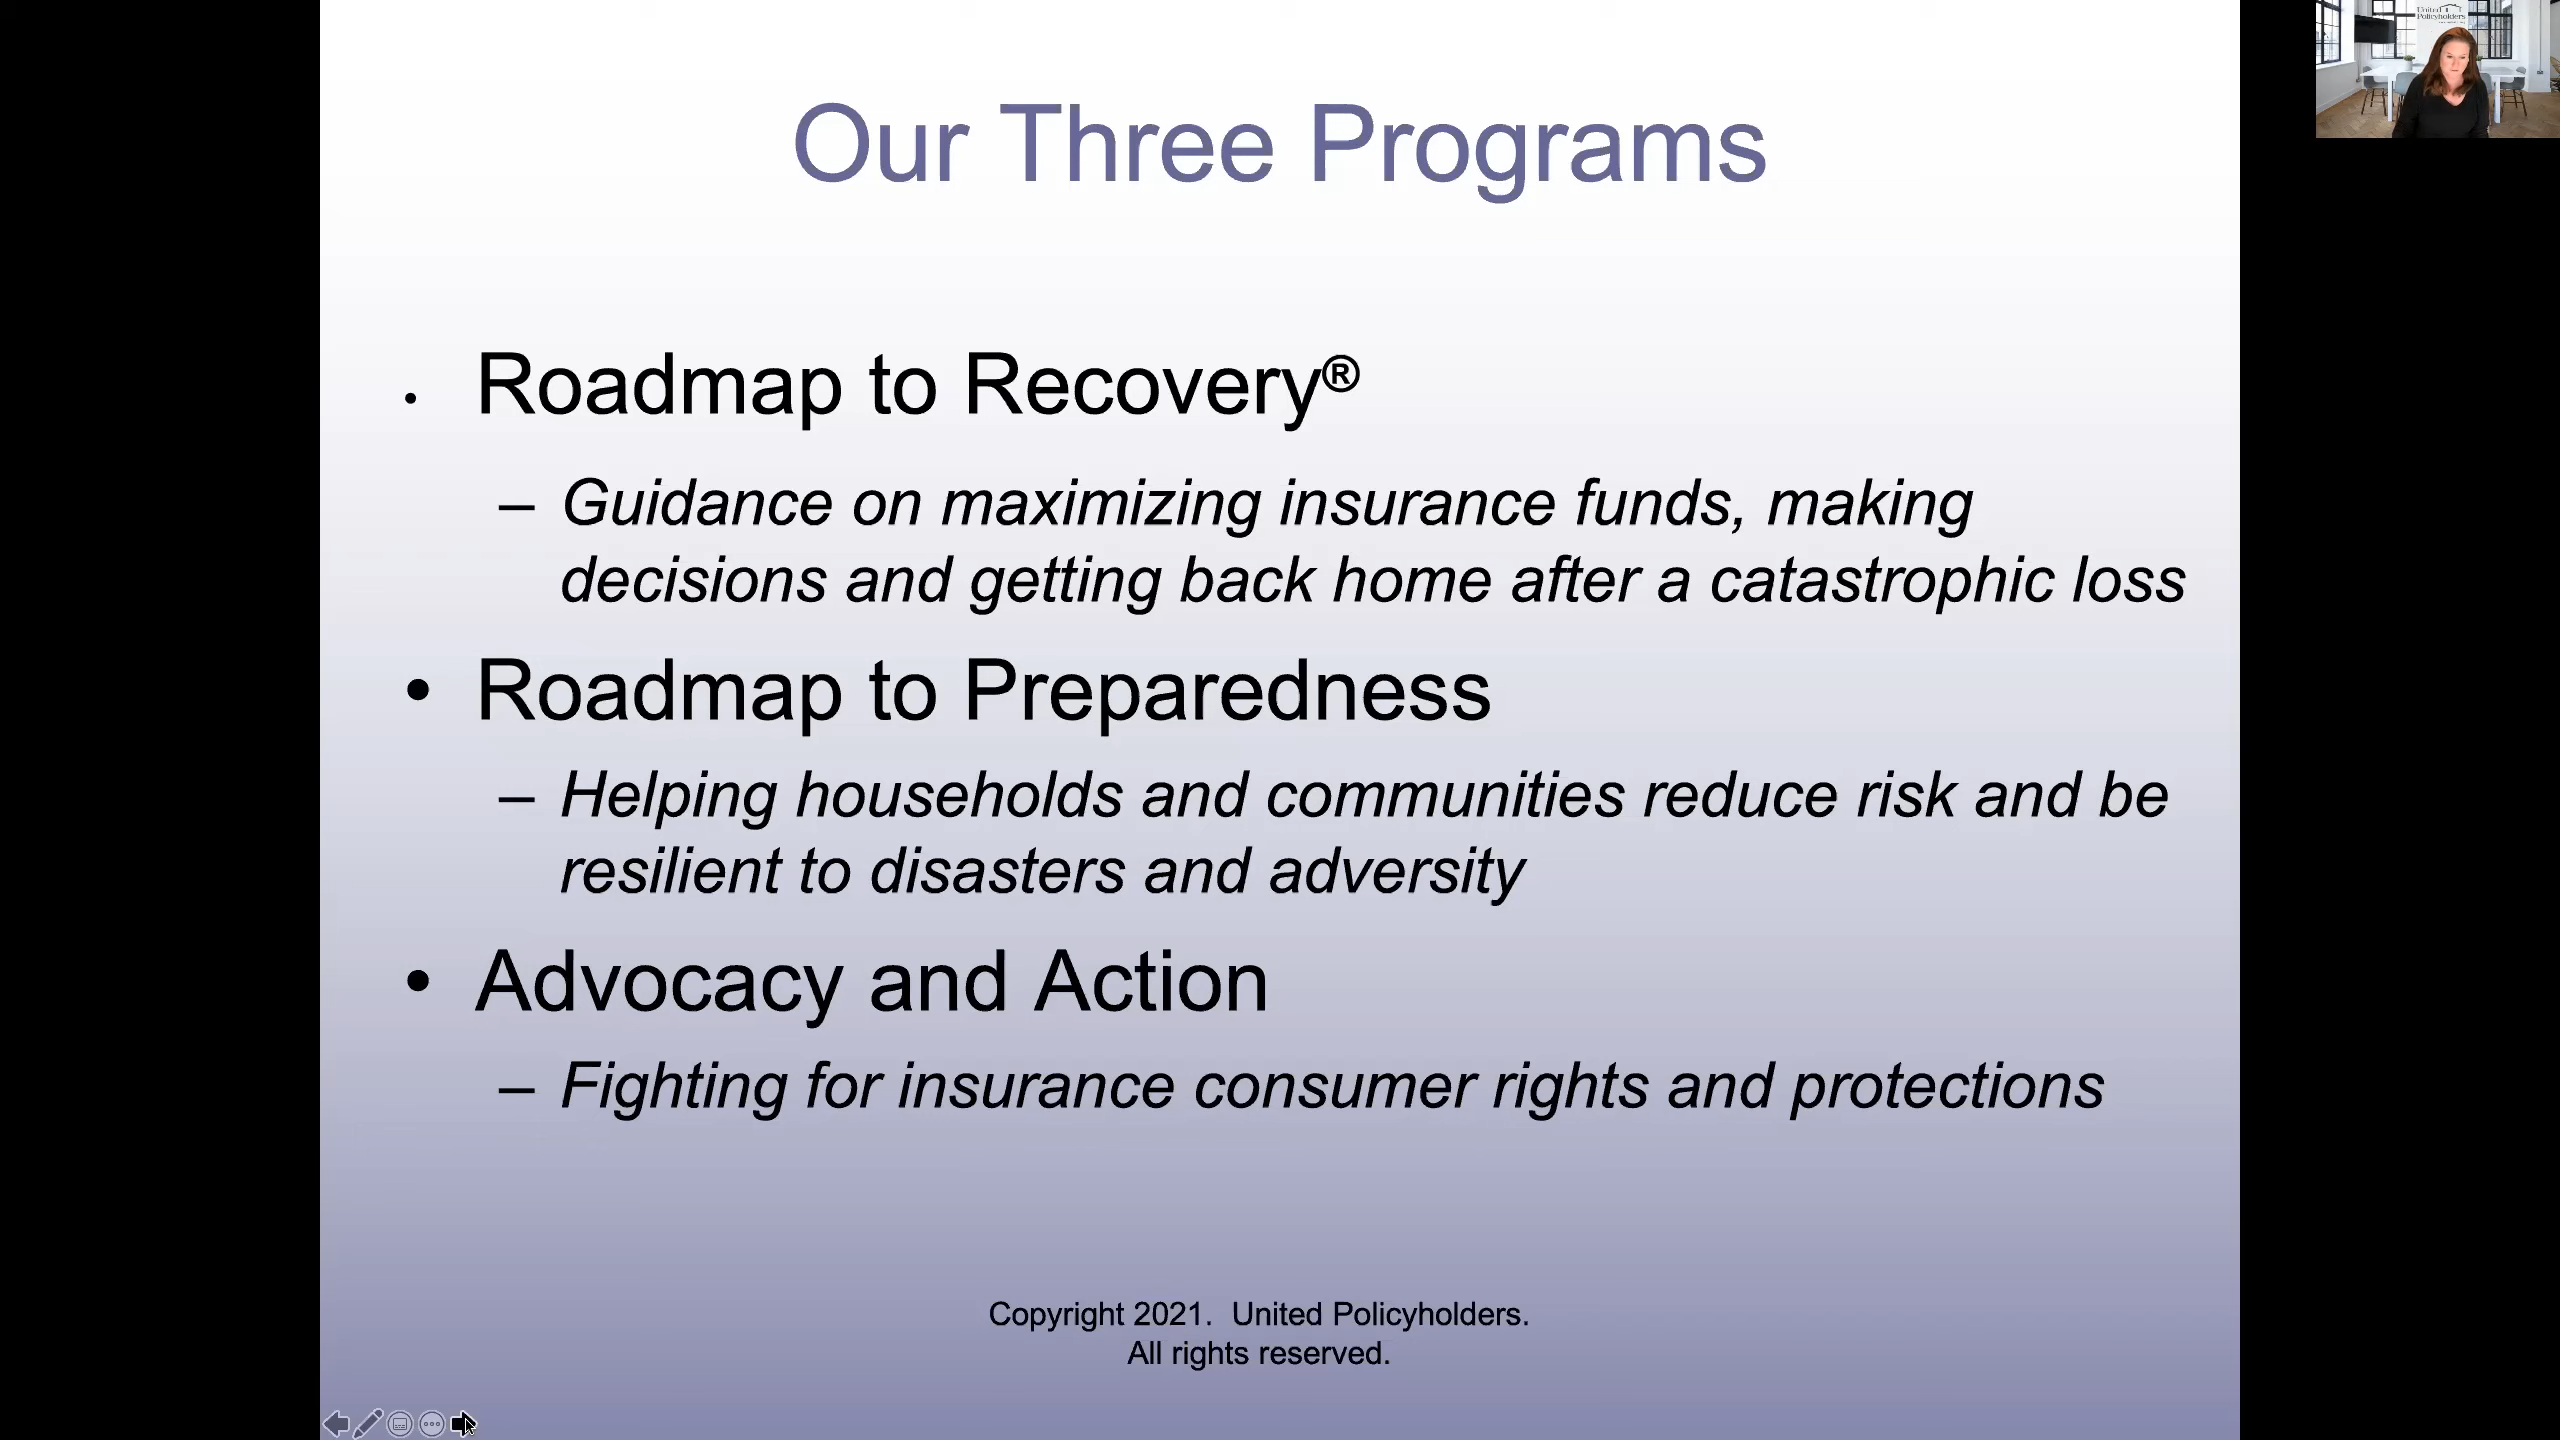 Our Three Programs
United
Policyholders
• Roadmap to Recovery®
– Guidance on maximizing insurance funds, making
decisions and getting back home after a catastrophic loss
• Roadmap to Preparedness
– Helping households and communities reduce risk and be
resilient to disasters and adversity
• Advocacy and Action
– Fighting for insurance consumer rights and protections
Copyright 2021.  United Policyholders.
All rights reserved.